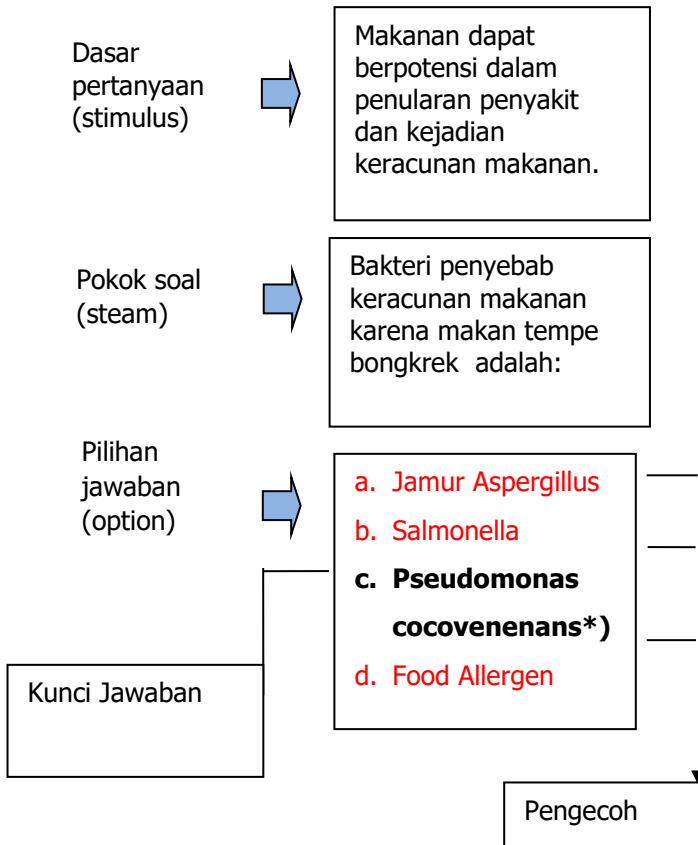 Dasar
pertanyaan
(stimulus)
Makanan dapat
berpotensi dalam
penularan penyakit
dan kejadian
keracunan makanan.
Pokok soal
(steam)
Bakteri penyebab
keracunan makanan
karena makan tempe
bongkrek adalah:
Pilihan
jawaban
(option)
a. Jamur Aspergillus
b. Salmonella
c. Pseudomonas
cocovenenans*)
d. Food Allergen
Kunci Jawaban
Pengecoh